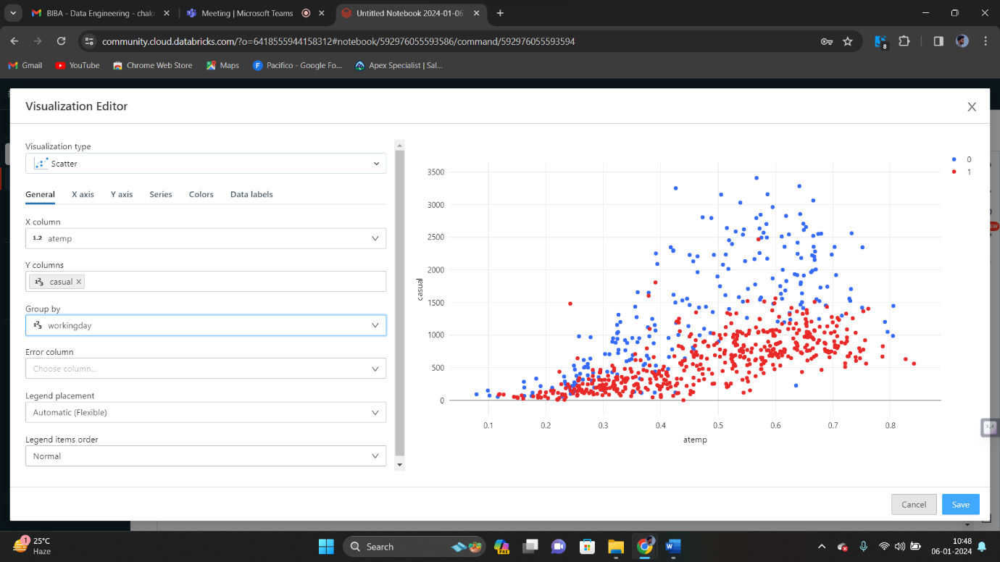 BIBA - Data Engineering - chak
Meeting | Microsoft Teams
Untitled Notebook 2024-01-06
community.cloud.databricks.com/?o=6418555944158312#notebook/592976055593586/command/592976055593594
8
Gmail
YouTube
Chrome Web Store
Maps
F
Pacifico - Google Fo...
Apex Specialist | Sal...
Visualization Editor
Visualization type
Scatter
General X axis Y axis Series Colors Data labels
X column
1.2 atemp
Y columns
123 casual
Group by
123 workingday
Error column
Choose column...
Legend placement
Automatic (Flexible)
Legend items order
Normal
0
1
3500
3000
2500
2000
1500
1000
500
0
casual
0.1 0.2 0.3 0.4 0.5 0.6 0.7 0.8
atemp
Cancel
Save
1
25°C
Haze
Search
PRE
W
10:48
06-01-2024